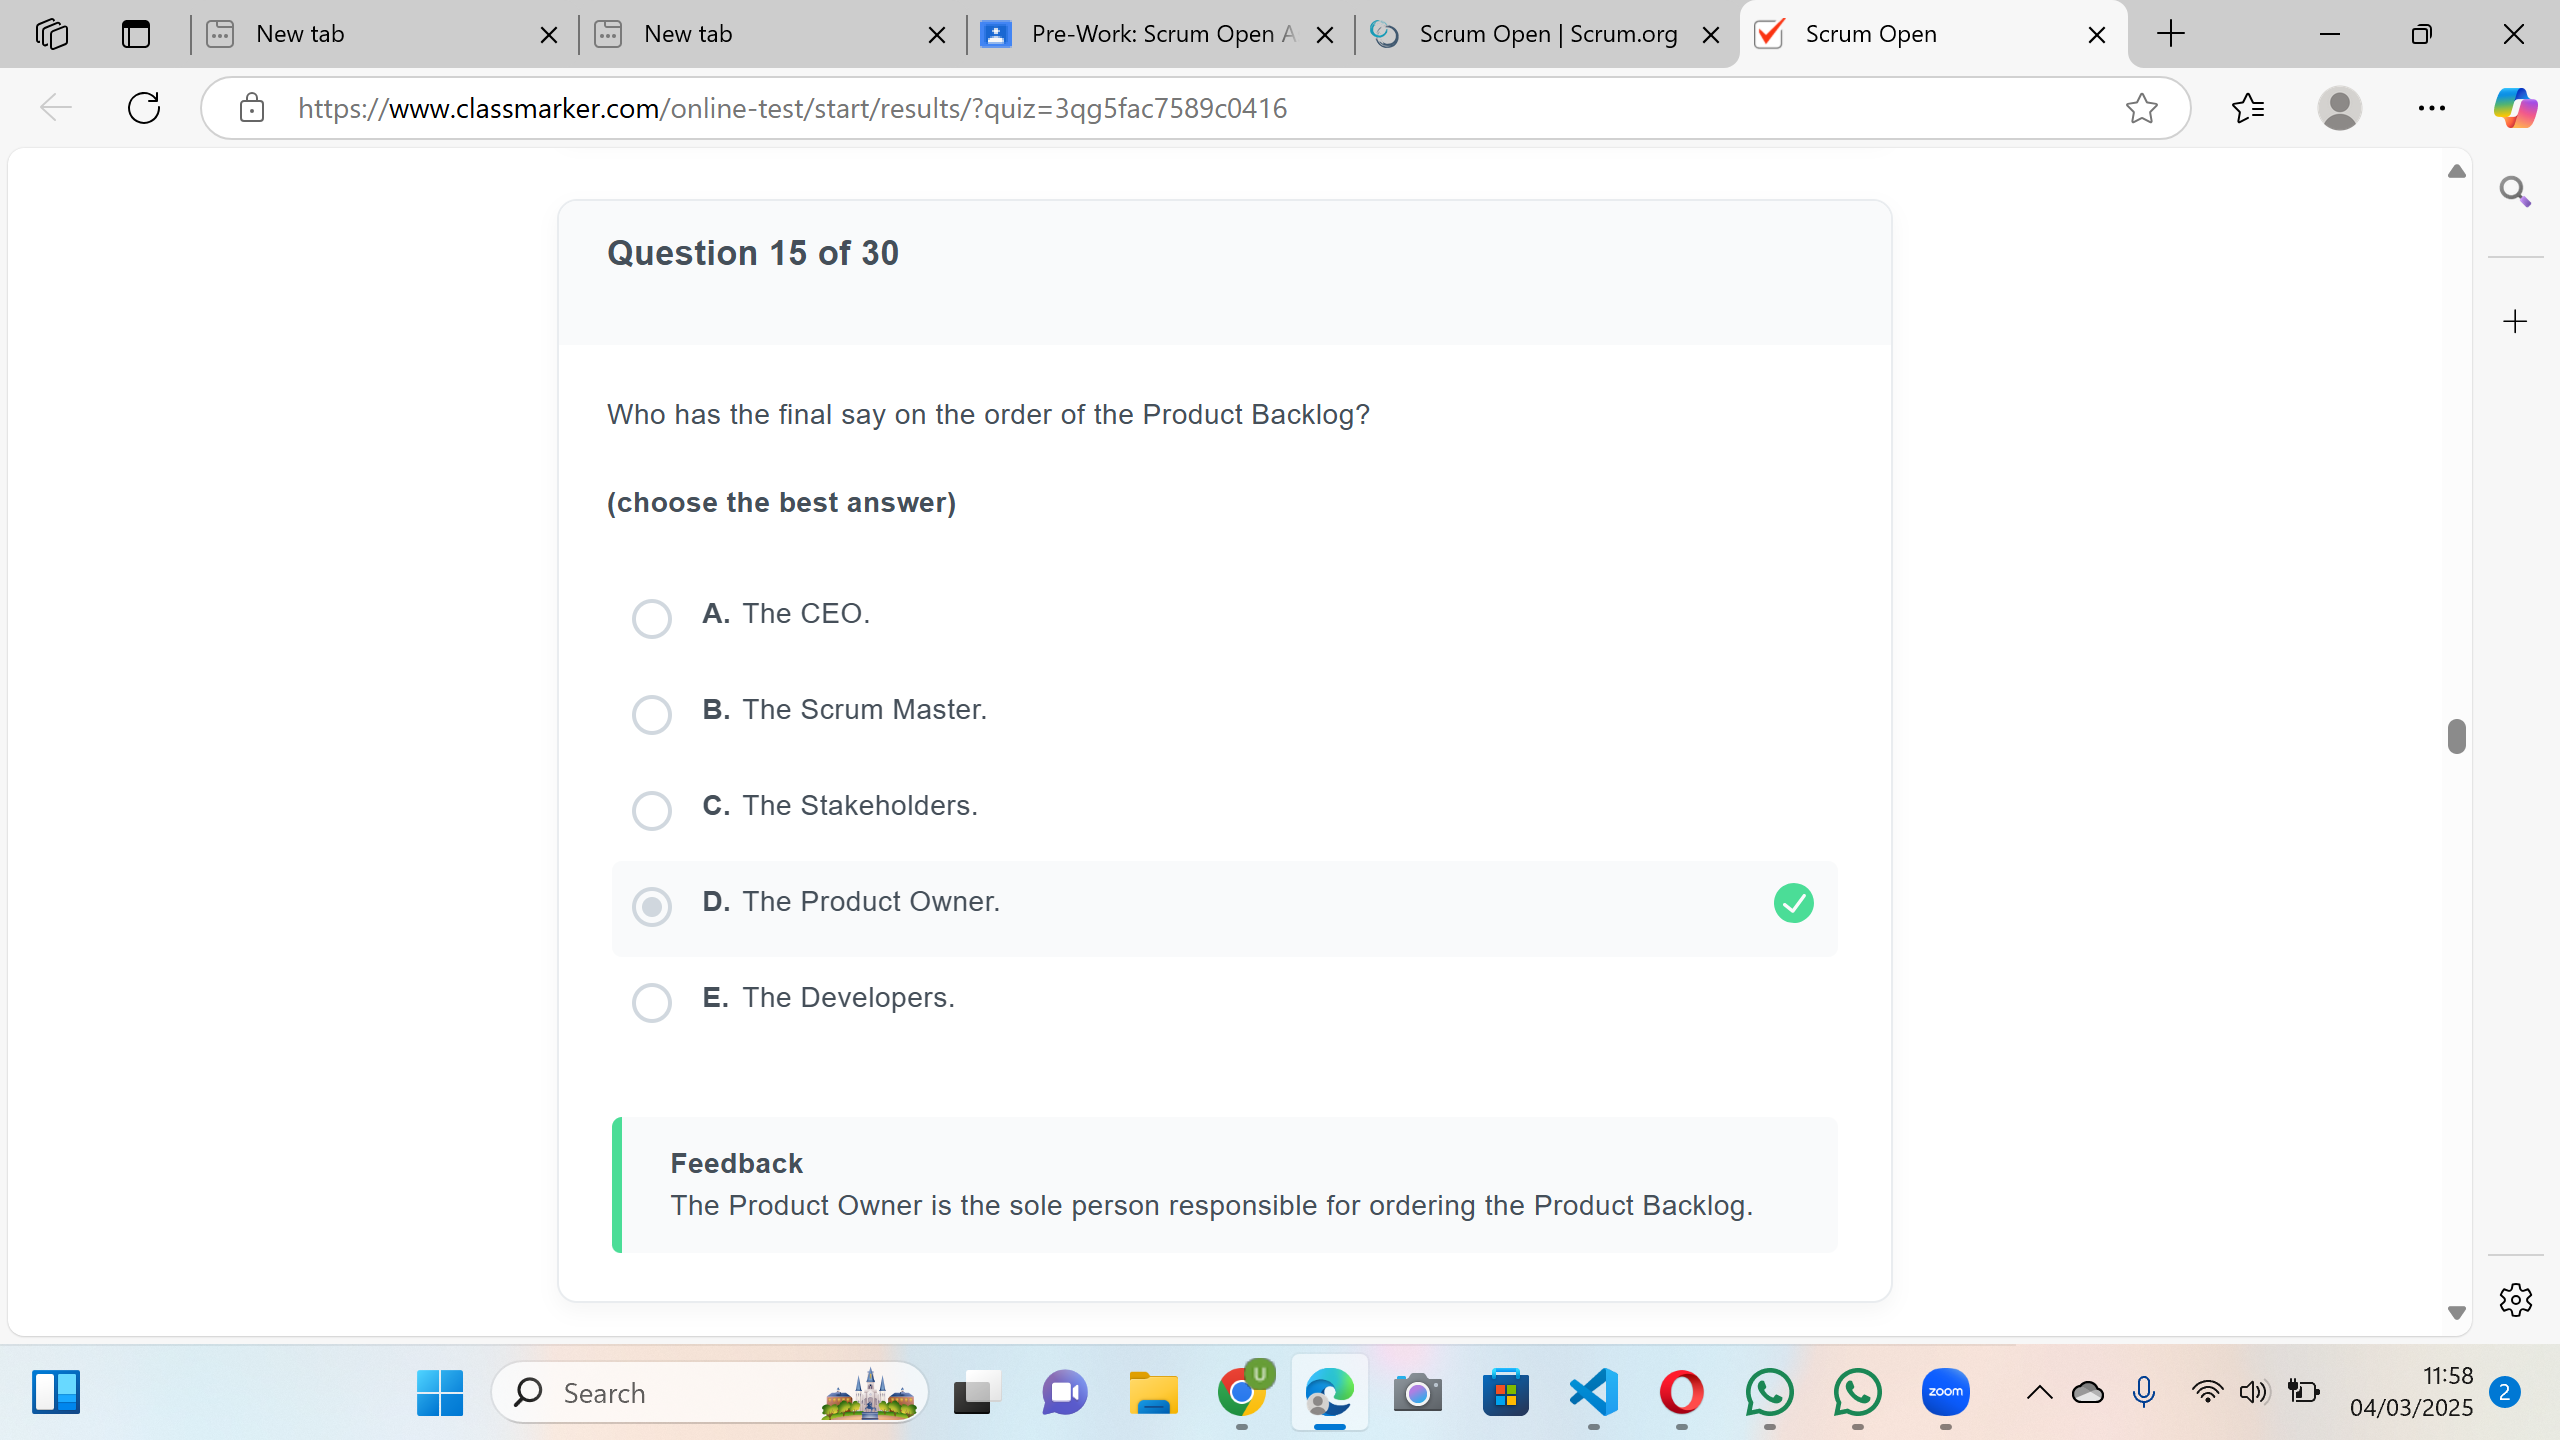 New tab
New tab
Pre-Work: Scrum Open A
Scrum Open | Scrum.org
Scrum Open
https://www.classmarker.com/online-test/start/results/?quiz=3qg5fac7589c0416
Question 15 of 30
Who has the final say on the order of the Product Backlog?
(choose the best answer)
A. The CEO.
B. The Scrum Master.
C. The Stakeholders.
D. The Product Owner.
E. The Developers.
Feedback
The Product Owner is the sole person responsible for ordering the Product Backlog.
Search
U
zoom
11:58
04/03/2025
2